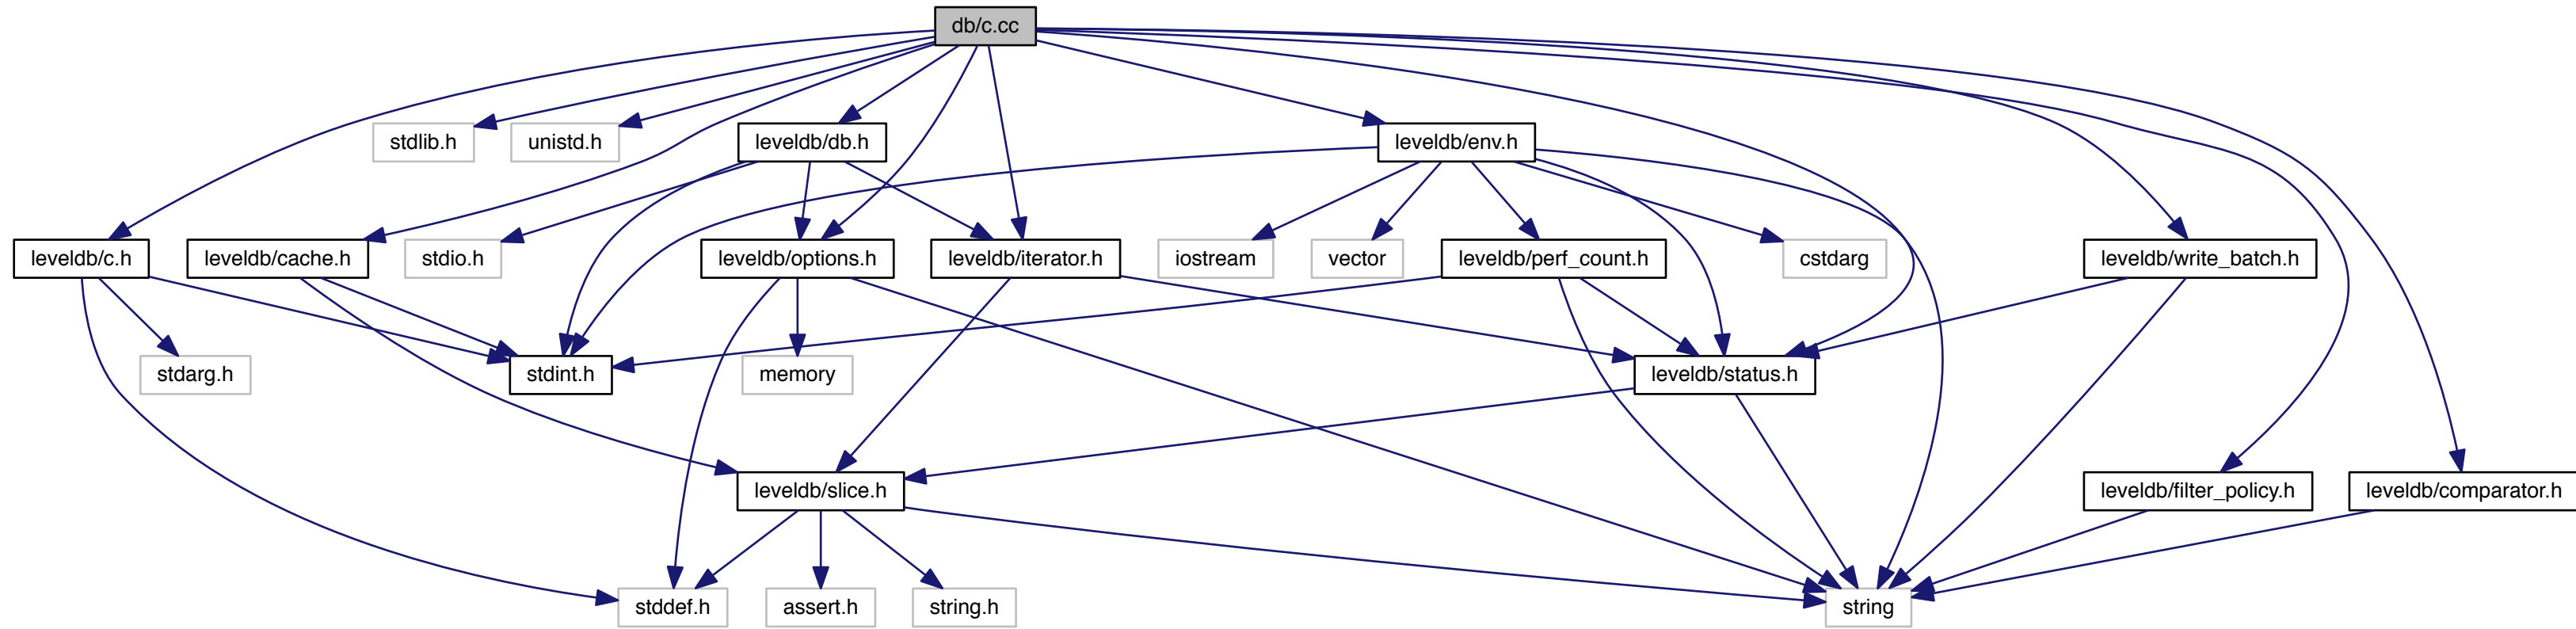 db/c.cc
stdlib.h
unistd.h
leveldb/db.h
leveldb/env.h
leveldb/c.h
leveldb/cache.h
stdio.h
leveldb/options.h
leveldb/iterator.h
iostream
vector
leveldb/perf_count.h
cstdarg
leveldb/write_batch.h
stdarg.h
stdint.h
memory
leveldb/status.h
leveldb/slice.h
leveldb/filter_policy.h
leveldb/comparator.h
stddef.h
assert.h
string.h
string